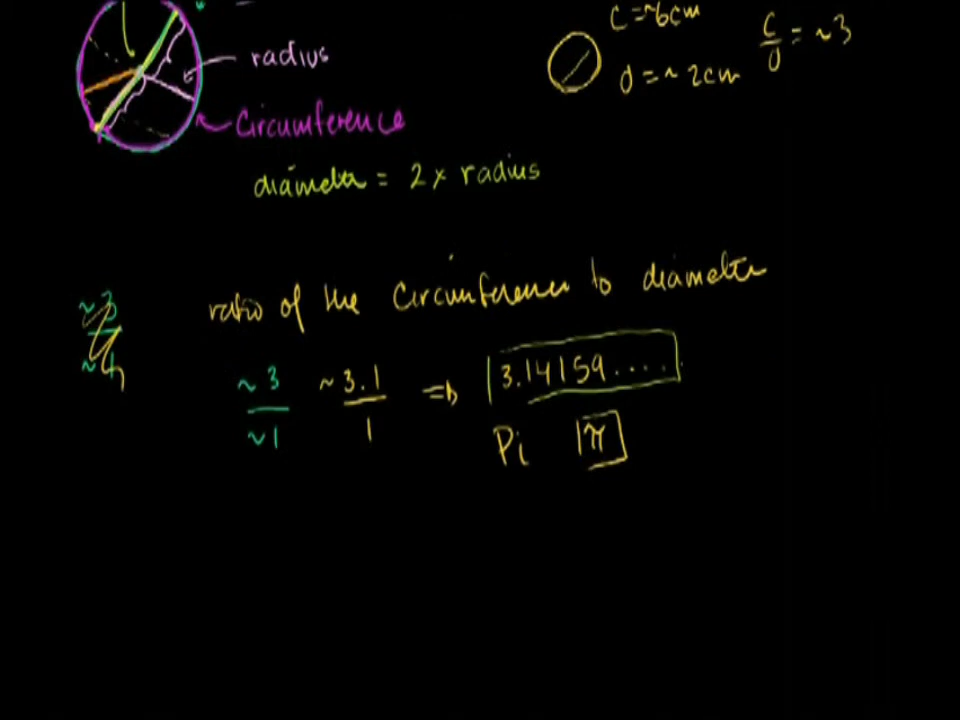 C = ~6cm
radius
C/D = ~3
D = ~ 2cm
Circumference
diameter = 2 × radius
ratio of the Circumference to diameter
~3
~3 ~3.1 ⇒ 3.14159....
~1 1
Pi π